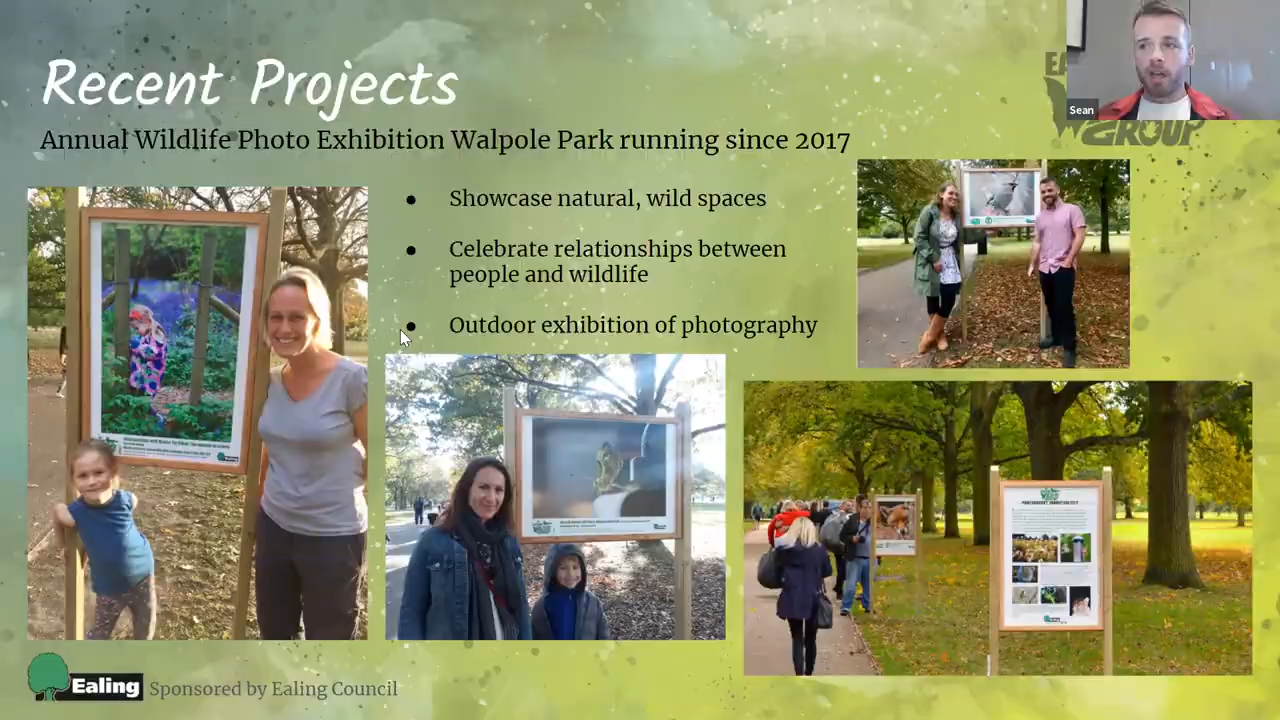 Recent Projects
Annual Wildlife Photo Exhibition Walpole Park running since 2017
Sean
GROUP
● Showcase natural, wild spaces
● Celebrate relationships between
people and wildlife
● Outdoor exhibition of photography
Ealing
Sponsored by Ealing Council